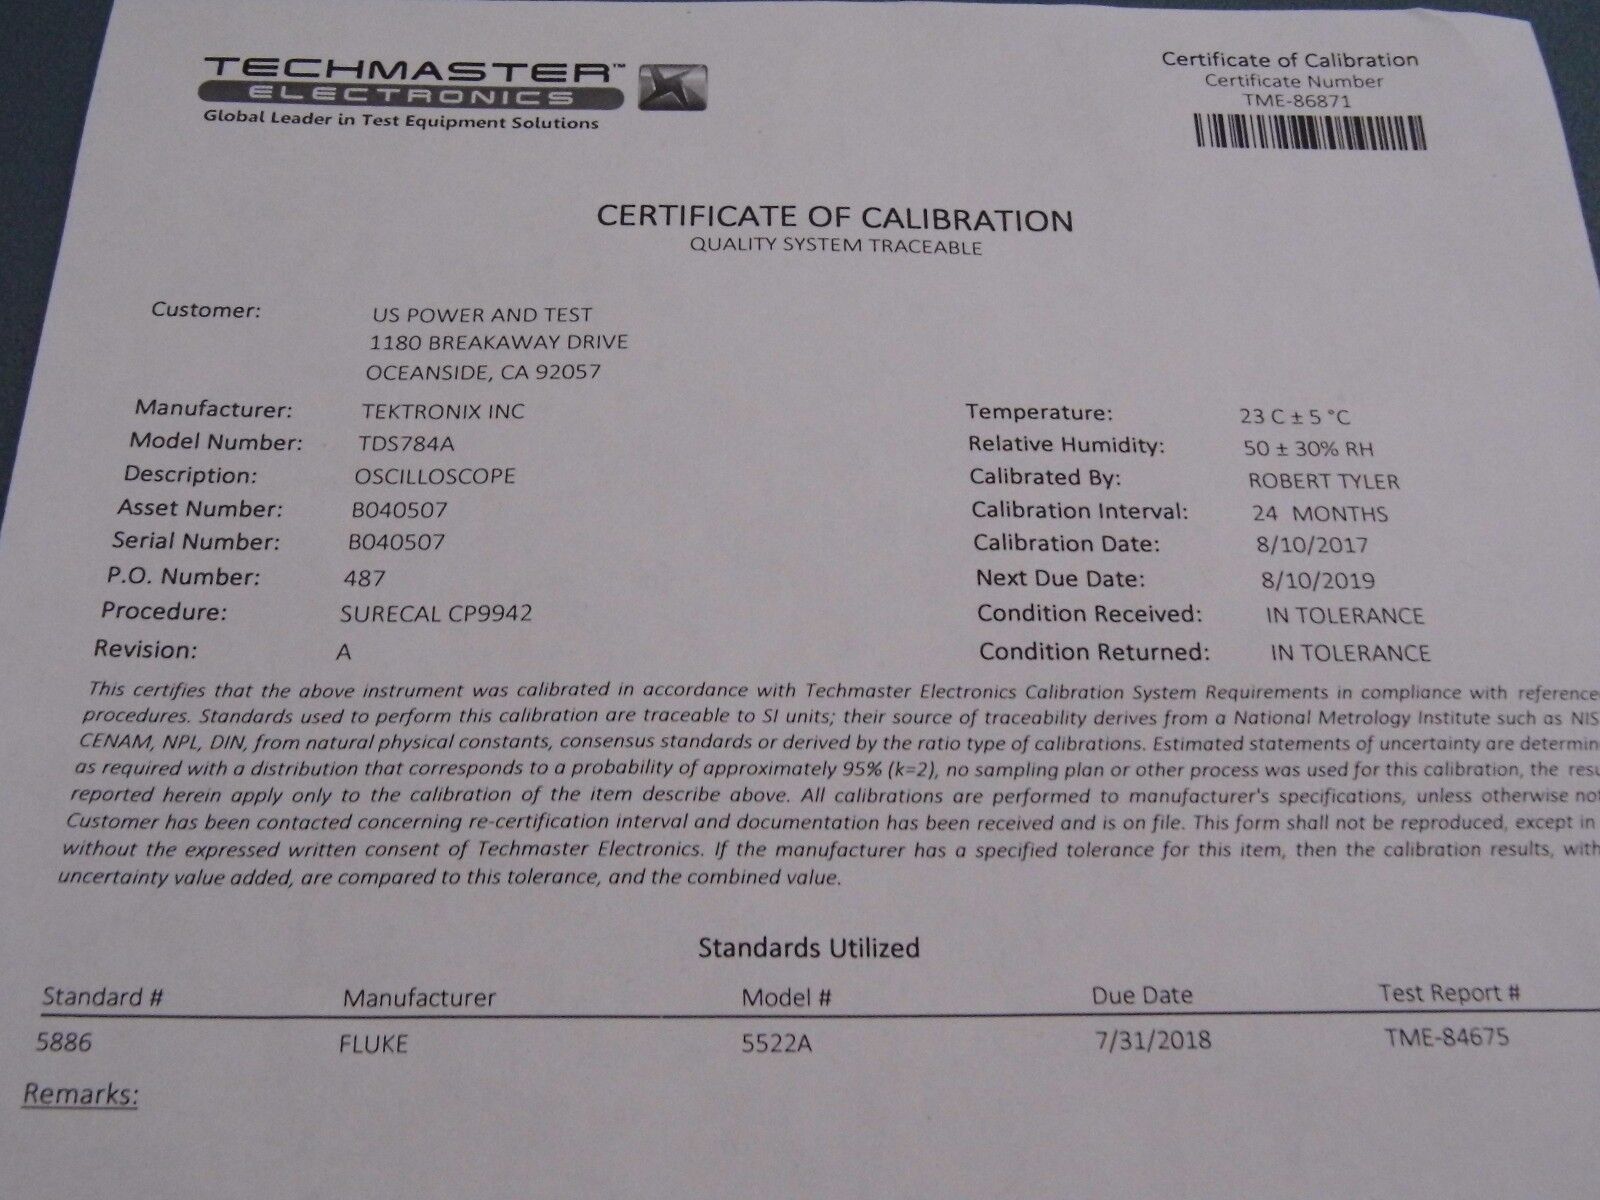 TECHMASTER™
ELECTRONICS
Global Leader in Test Equipment Solutions
Certificate of Calibration
Certificate Number
TME-86871
CERTIFICATE OF CALIBRATION
QUALITY SYSTEM TRACEABLE
Customer: US POWER AND TEST
1180 BREAKAWAY DRIVE
OCEANSIDE, CA 92057
Manufacturer: TEKTRONIX INC
Model Number: TDS784A
Description: OSCILLOSCOPE
Asset Number: B040507
Serial Number: B040507
P.O. Number: 487
Procedure: SURECAL CP9942
Revision: A
Temperature: 23 C ± 5 °C
Relative Humidity: 50 ± 30% RH
Calibrated By: ROBERT TYLER
Calibration Interval: 24 MONTHS
Calibration Date: 8/10/2017
Next Due Date: 8/10/2019
Condition Received: IN TOLERANCE
Condition Returned: IN TOLERANCE
This certifies that the above instrument was calibrated in accordance with Techmaster Electronics Calibration System Requirements in compliance with reference
procedures. Standards used to perform this calibration are traceable to SI units; their source of traceability derives from a National Metrology Institute such as NIS
CENAM, NPL, DIN, from natural physical constants, consensus standards or derived by the ratio type of calibrations. Estimated statements of uncertainty are determin
as required with a distribution that corresponds to a probability of approximately 95% (k=2), no sampling plan or other process was used for this calibration, the resu
reported herein apply only to the calibration of the item describe above. All calibrations are performed to manufacturer's specifications, unless otherwise not
Customer has been contacted concerning re-certification interval and documentation has been received and is on file. This form shall not be reproduced, except in
without the expressed written consent of Techmaster Electronics. If the manufacturer has a specified tolerance for this item, then the calibration results, with
uncertainty value added, are compared to this tolerance, and the combined value.
Standards Utilized
Standard # Manufacturer Model # Due Date Test Report #
5886 FLUKE 5522A 7/31/2018 TME-84675
Remarks: